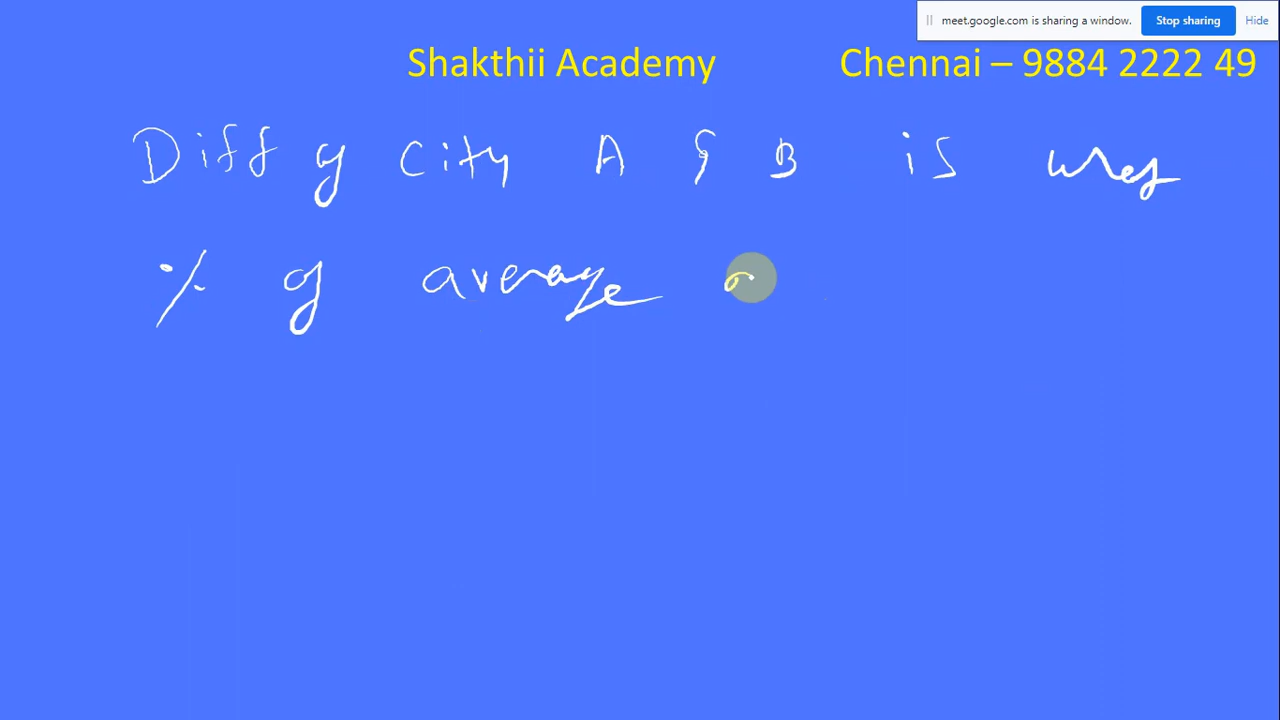 meet.google.com is sharing a window. Stop sharing Hide
Shakthii Academy Chennai – 9884 2222 49
Diff of City A & B is
% of average